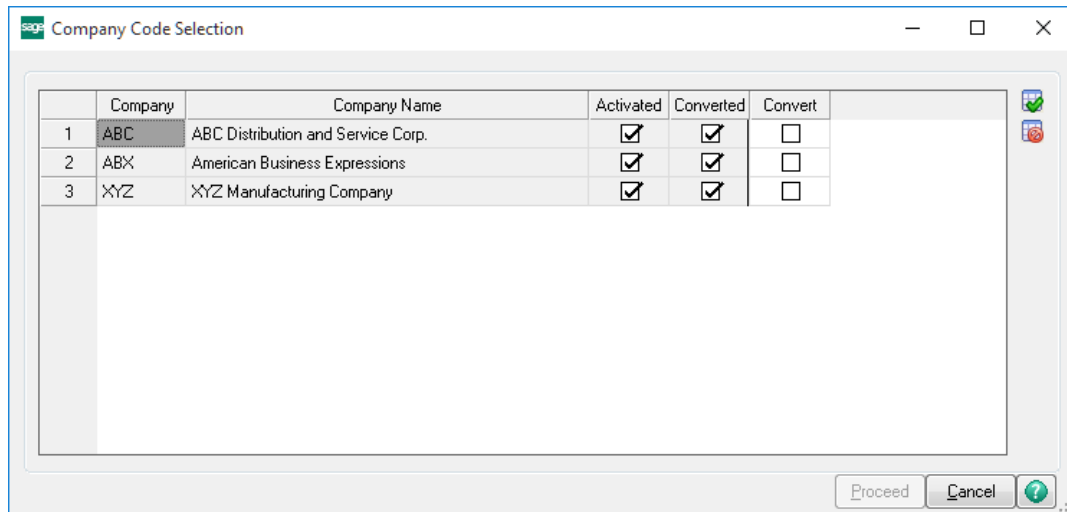 sage Company Code Selection
Company Company Name Activated Converted Convert
1 ABC ABC Distribution and Service Corp.
2 ABX American Business Expressions
3 XYZ XYZ Manufacturing Company
Proceed Cancel ?